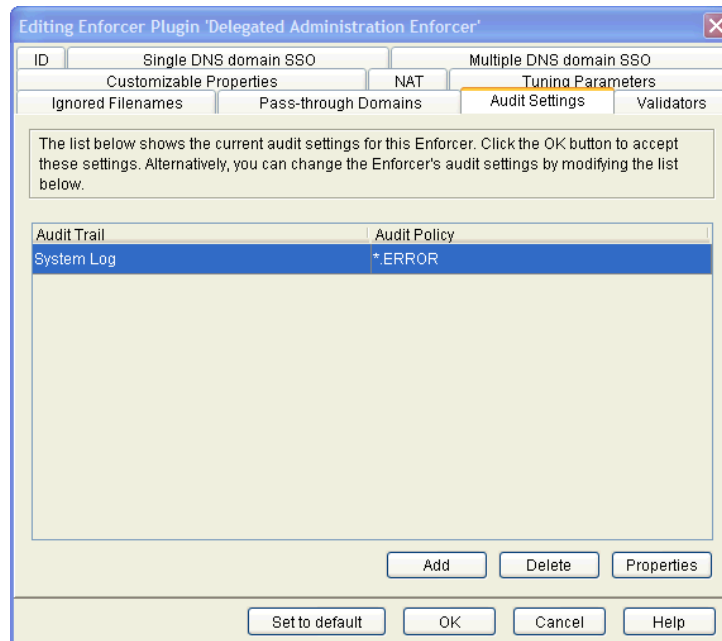 Editing Enforcer Plugin 'Delegated Administration Enforcer'
ID Single DNS domain SSO Multiple DNS domain SSO
Customizable Properties NAT Tuning Parameters
Ignored Filenames Pass-through Domains Audit Settings Validators
The list below shows the current audit settings for this Enforcer. Click the OK button to accept
these settings. Alternatively, you can change the Enforcer's audit settings by modifying the list
below.
Audit Trail Audit Policy
System Log *.ERROR
Add Delete Properties
Set to default OK Cancel Help